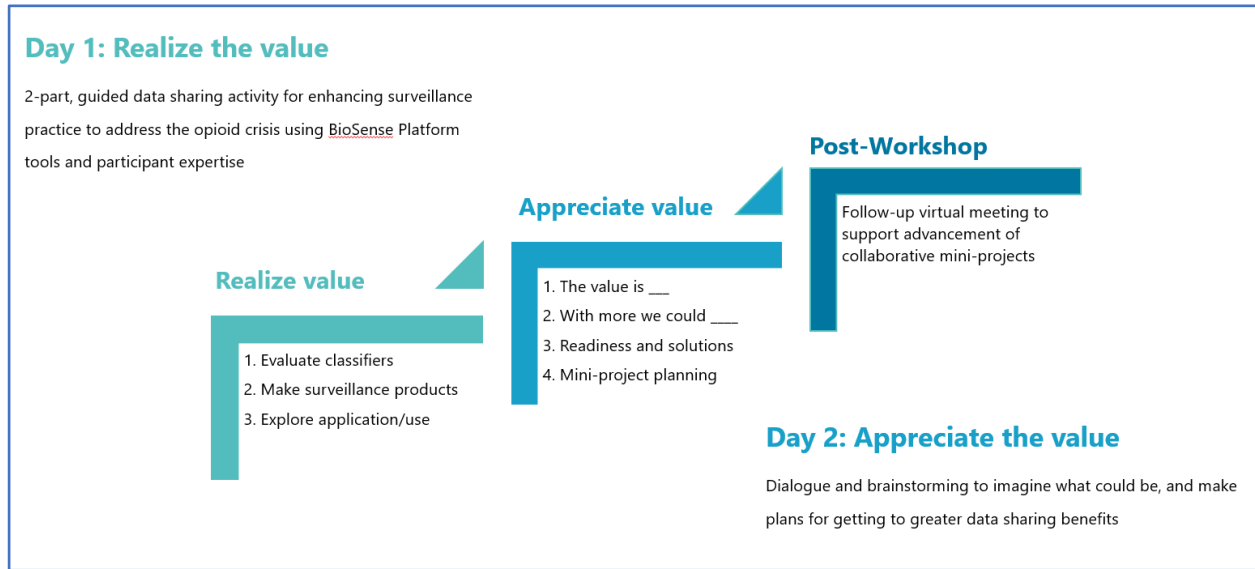 Day 1: Realize the value
2-part, guided data sharing activity for enhancing surveillance
practice to address the opioid crisis using BioSense Platform
tools and participant expertise
Realize value
1. Evaluate classifiers
2. Make surveillance products
3. Explore application/use
Appreciate value
1. The value is ___
2. With more we could ____
3. Readiness and solutions
4. Mini-project planning
Post-Workshop
Follow-up virtual meeting to
support advancement of
collaborative mini-projects
Day 2: Appreciate the value
Dialogue and brainstorming to imagine what could be, and make
plans for getting to greater data sharing benefits